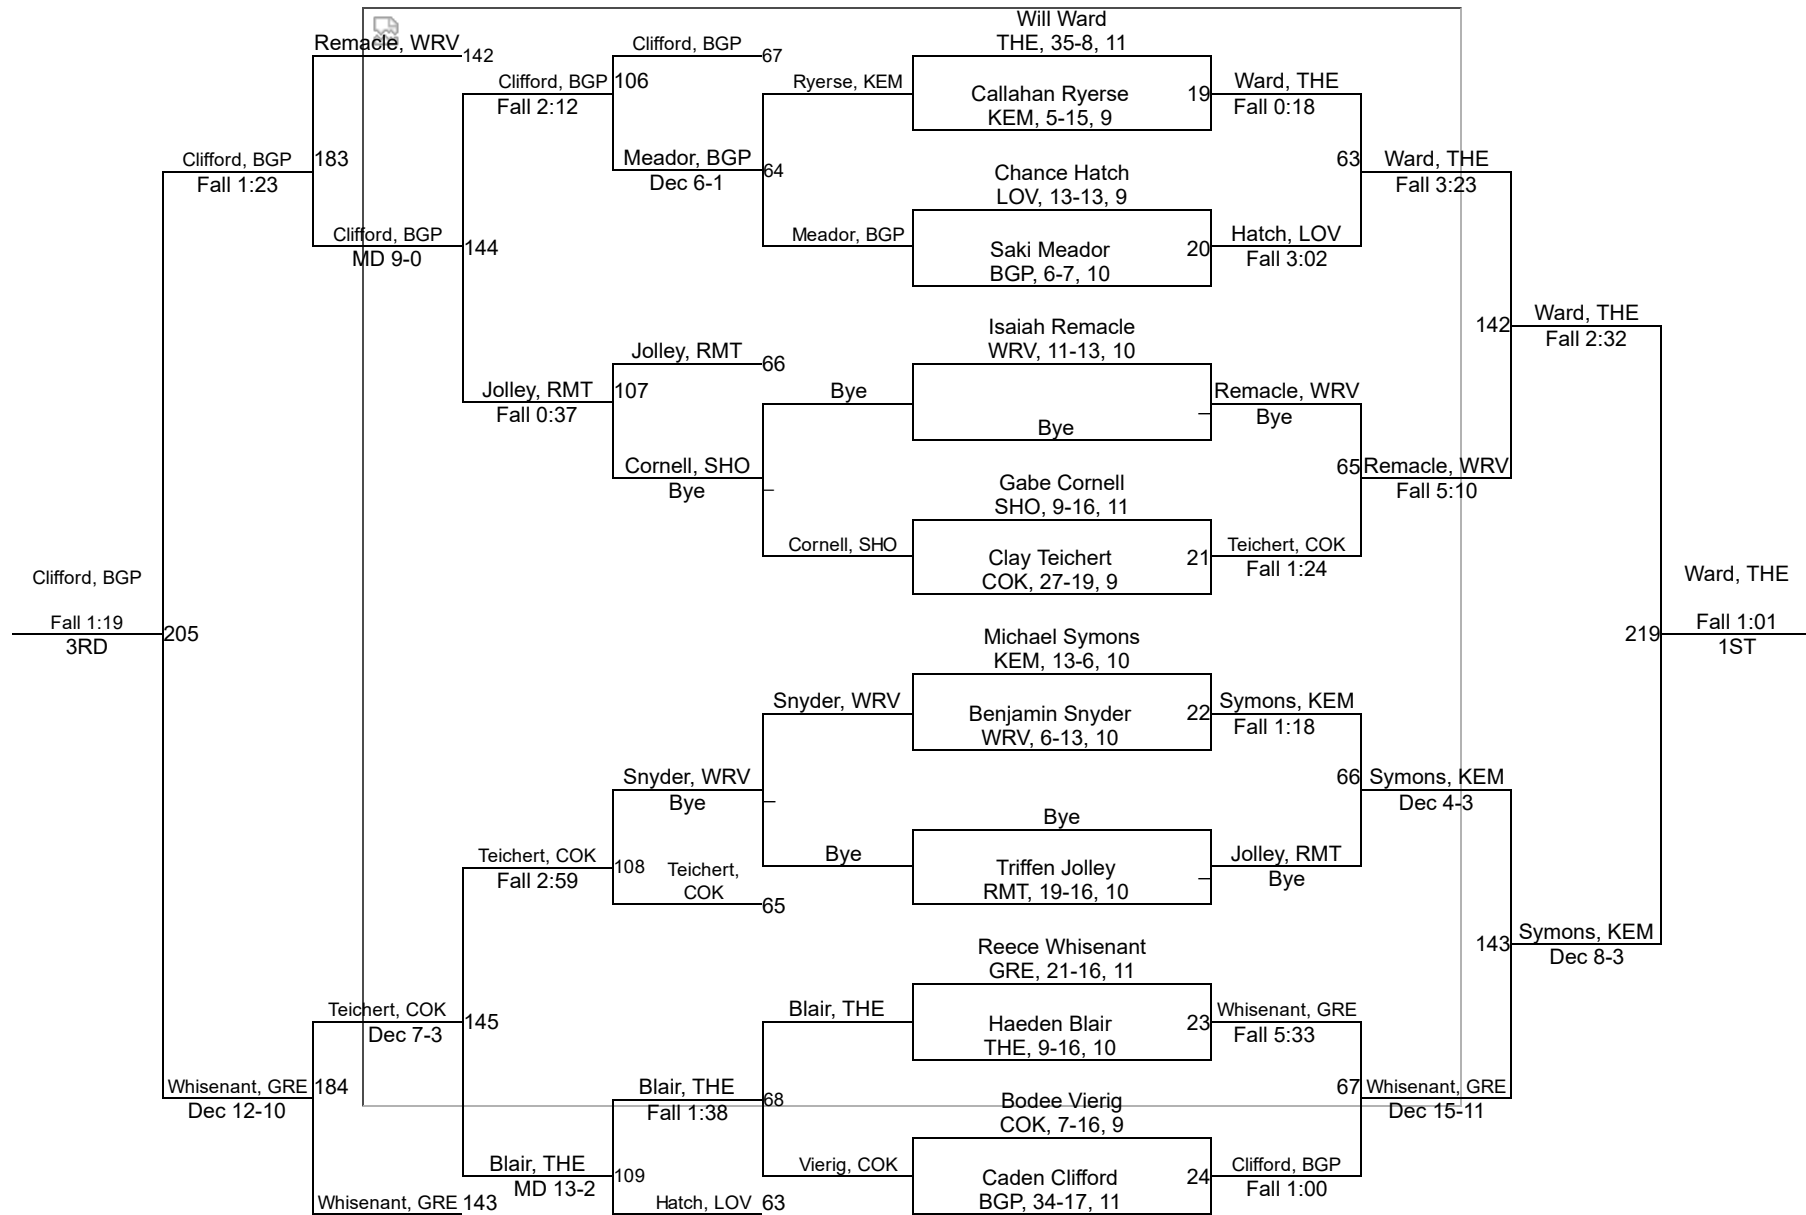 Will Ward
THE, 35-8, 11
Remacle, WRV
142
Clifford, BGP
67
Clifford, BGP
106
Fall 2:12
Ryerse, KEM
Callahan Ryerse
KEM, 5-15, 9
19
Ward, THE
Fall 0:18
Clifford, BGP
183
Fall 1:23
Meador, BGP
64
Dec 6-1
Chance Hatch
LOV, 13-13, 9
63
Ward, THE
Fall 3:23
Clifford, BGP
144
MD 9-0
Meador, BGP
Saki Meador
BGP, 6-7, 10
20
Hatch, LOV
Fall 3:02
Isaiah Remacle
WRV, 11-13, 10
142
Ward, THE
Fall 2:32
Jolley, RMT
66
Jolley, RMT
107
Fall 0:37
Bye
Bye
Remacle, WRV
Bye
Cornell, SHO
Bye
Gabe Cornell
SHO, 9-16, 11
65
Remacle, WRV
Fall 5:10
Cornell, SHO
Clay Teichert
COK, 27-19, 9
21
Teichert, COK
Fall 1:24
Clifford, BGP
Fall 1:19
3RD
205
Ward, THE
219
Fall 1:01
1ST
Michael Symons
KEM, 13-6, 10
Snyder, WRV
Benjamin Snyder
WRV, 6-13, 10
22
Symons, KEM
Fall 1:18
Snyder, WRV
Bye
66
Symons, KEM
Dec 4-3
Bye
Teichert, COK
108
Fall 2:59
Teichert,
COK
65
Bye
Triffen Jolley
RMT, 19-16, 10
Jolley, RMT
Bye
143
Symons, KEM
Dec 8-3
Reece Whisenant
GRE, 21-16, 11
Teichert, COK
145
Dec 7-3
Blair, THE
Haeden Blair
THE, 9-16, 10
23
Whisenant, GRE
Fall 5:33
Whisenant, GRE
184
Dec 12-10
Blair, THE
68
Fall 1:38
Bodee Vierig
COK, 7-16, 9
67
Whisenant, GRE
Dec 15-11
Blair, THE
109
MD 13-2
Vierig, COK
Caden Clifford
BGP, 34-17, 11
24
Clifford, BGP
Fall 1:00
Whisenant, GRE
143
Hatch, LOV
63